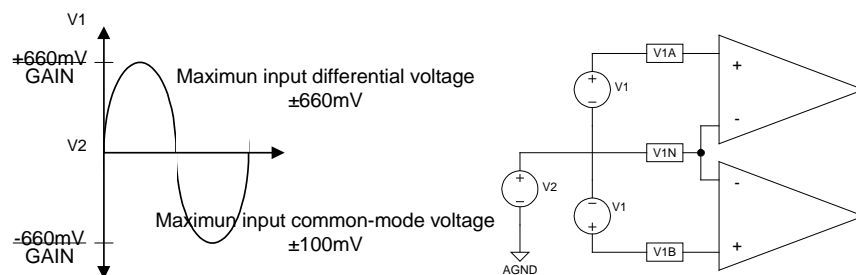 V1
+660mV
GAIN
Maximun input differential voltage
±660mV
V2
Maximun input common-mode voltage
±100mV
-660mV
GAIN
V1A
+
+
V1
−
-
V1N
+
V2
−
-
−
V1
+
+
V1B
AGND